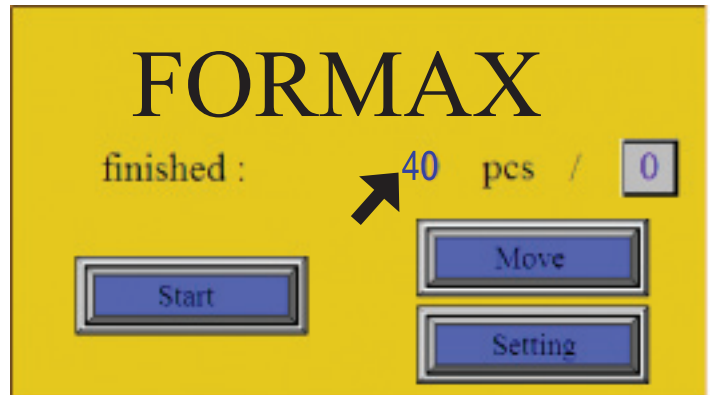 FORMAX
finished : 40 pcs / 0
Start
Move
Setting